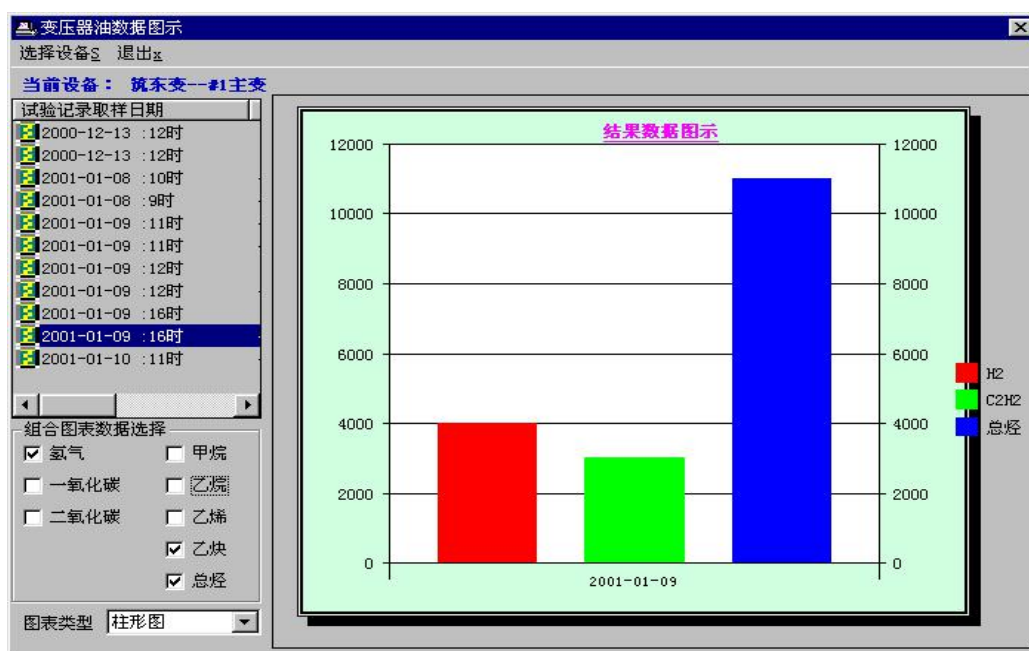 变压器油数据图示
选择设备S 退出x
当前设备： 筑东变--#1主变
试验记录取样日期
2000-12-13 :12时
2000-12-13 :12时
2001-01-08 :10时
2001-01-08 :9时
2001-01-09 :11时
2001-01-09 :11时
2001-01-09 :12时
2001-01-09 :12时
2001-01-09 :16时
2001-01-09 :16时
2001-01-10 :11时
组合图表数据选择
氢气 甲烷
一氧化碳 乙烷
二氧化碳 乙烯
乙炔
总烃
图表类型 柱形图
结果数据图示
12000 12000
10000 10000
8000 8000
6000 6000
4000 4000
2000 2000
0 0
2001-01-09
H2
C2H2
总烃